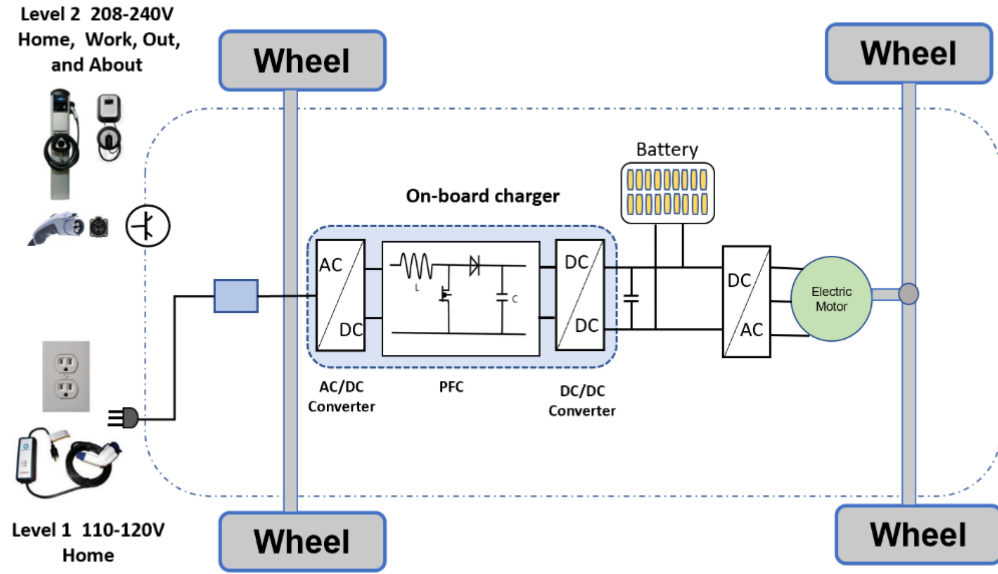 Level 2 208-240V
Home, Work, Out,
and About
Wheel
Wheel
Battery
On-board charger
AC
DC
L
C
DC
DC
DC
AC
Electric
Motor
AC/DC
Converter
PFC
DC/DC
Converter
Level 1 110-120V
Home
Wheel
Wheel